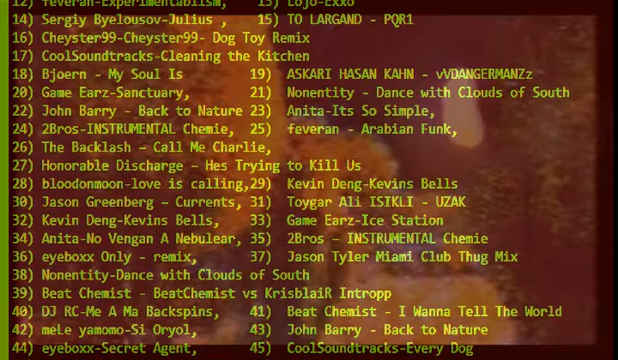 12) feveran-Experimentabilism, 13) Lojo-Exxo
14) Sergiy Byelousov-Julius , 15) TO LARGAND - PQR1
16) Cheyster99-Cheyster99- Dog Toy Remix
17) CoolSoundtracks-Cleaning the Kitchen
18) Bjoern - My Soul Is 19) ASKARI HASAN KAHN - vVDANGERMANZz
20) Game Earz-Sanctuary, 21) Nonentity - Dance with Clouds of South
22) John Barry - Back to Nature 23) Anita-Its So Simple,
24) 2Bros-INSTRUMENTAL Chemie, 25) feveran - Arabian Funk,
26) The Backlash – Call Me Charlie,
27) Honorable Discharge – Hes Trying to Kill Us
28) bloodonmoon-love is calling,29) Kevin Deng-Kevins Bells
30) Jason Greenberg – Currents, 31) Toygar Ali ISIKLI - UZAK
32) Kevin Deng-Kevins Bells, 33) Game Earz-Ice Station
34) Anita-No Vengan A Nebulear, 35) 2Bros – INSTRUMENTAL Chemie
36) eyeboxx Only - remix, 37) Jason Tyler Miami Club Thug Mix
38) Nonentity-Dance with Clouds of South
39) Beat Chemist - BeatChemist vs KrisblaiR Intropp
40) DJ RC-Me A Ma Backspins, 41) Beat Chemist - I Wanna Tell The World
42) meLe yamomo-Si Oryol, 43) John Barry - Back to Nature
44) eyeboxx-Secret Agent, 45) CoolSoundtracks-Every Dog